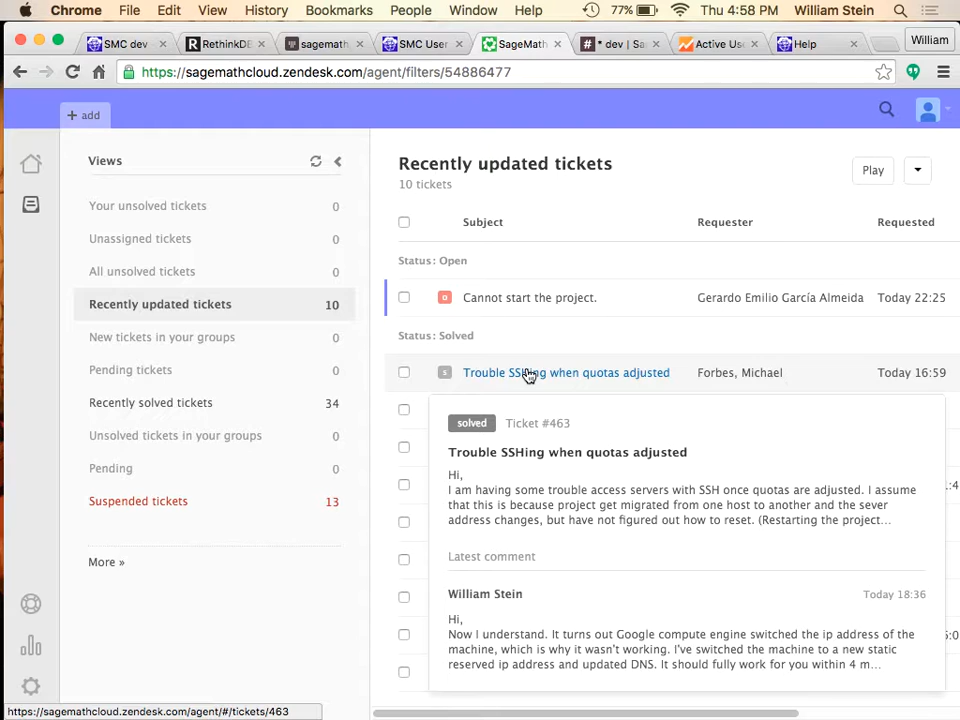 Chrome File Edit View History Bookmarks People Window Help 77% Thu 4:58 PM William Stein
SMC dev RethinkDB sagemath SMC User SageMath * dev | Sa Active Use Help William
https://sagemathcloud.zendesk.com/agent/filters/54886477
+ add
Views
Your unsolved tickets 0
Unassigned tickets 0
All unsolved tickets 0
Recently updated tickets 10
New tickets in your groups 0
Pending tickets 0
Recently solved tickets 34
Unsolved tickets in your groups 0
Pending 0
Suspended tickets 13
More »
Recently updated tickets
10 tickets
Play
Subject Requester Requested
Status: Open
o Cannot start the project. Gerardo Emilio García Almeida Today 22:25
Status: Solved
s Trouble SSHing when quotas adjusted Forbes, Michael Today 16:59
solved Ticket #463
Trouble SSHing when quotas adjusted
Hi,
I am having some trouble access servers with SSH once quotas are adjusted. I assume
that this is because project get migrated from one host to another and the sever
address changes, but have not figured out how to reset. (Restarting the project...
Latest comment
William Stein Today 18:36
Hi,
Now I understand. It turns out Google compute engine switched the ip address of the
machine, which is why it wasn't working. I've switched the machine to a new static
reserved ip address and updated DNS. It should fully work for you within 4 m...
https://sagemathcloud.zendesk.com/agent/#/tickets/463